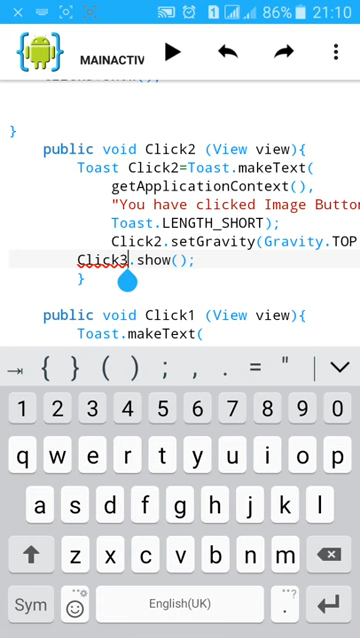 86% 21:10
MAINACTIV
}
public void Click2 (View view){
Toast Click2=Toast.makeText(
getApplicationContext(),
"You have clicked Image Button
Toast.LENGTH_SHORT);
Click2.setGravity(Gravity.TOP
Click3.show();
}
public void Click1 (View view){
Toast.makeText(
{ } ( ) ; , . = "
1 2 3 4 5 6 7 8 9 0
q w e r t y u i o p
a s d f g h j k l
z x c v b n m
Sym English(UK) . ...?